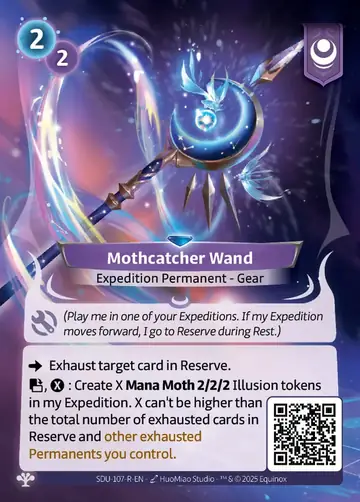 2
2
Mothcatcher Wand
Expedition Permanent - Gear
(Play me in one of your Expeditions. If my Expedition
moves forward, I go to Reserve during Rest.)
Exhaust target card in Reserve.
, X : Create X Mana Moth 2/2/2 Illusion tokens
in my Expedition. X can't be higher than
the total number of exhausted cards in
Reserve and other exhausted
Permanents you control.
SDU-107-R-EN - HuoMiao Studio - ™ & © 2025 Equinox